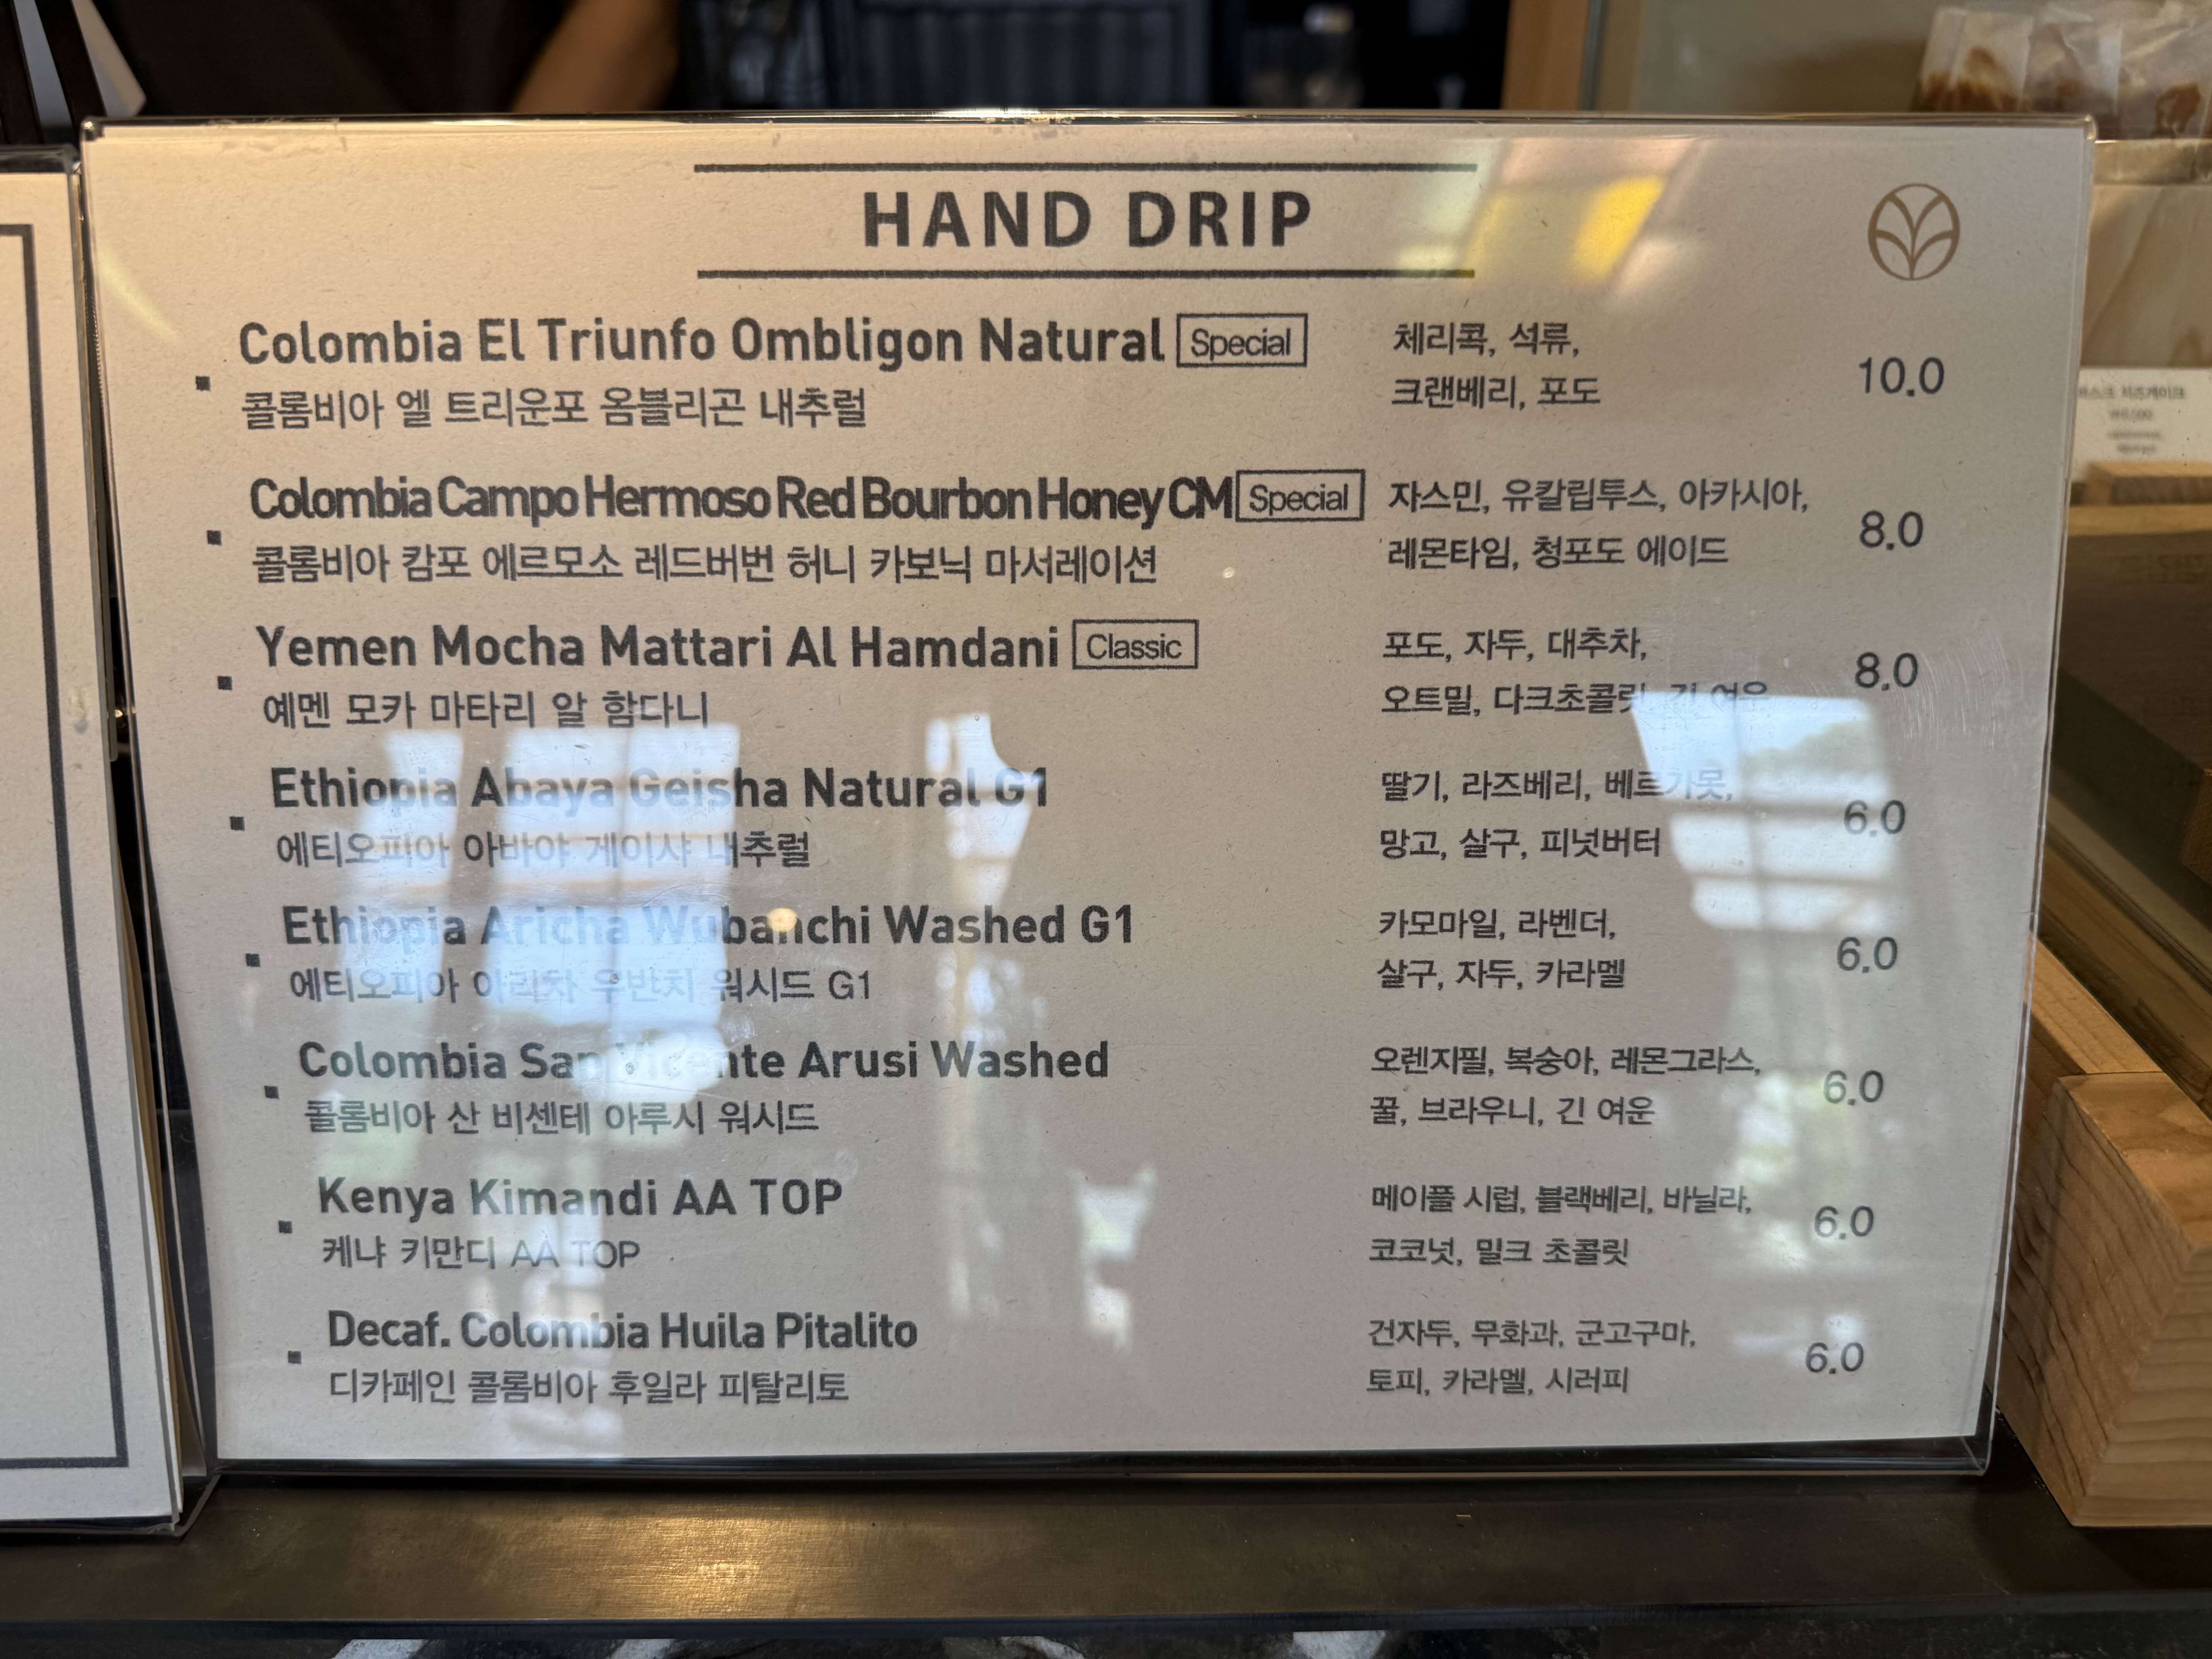 HAND DRIP
Colombia El Triunfo Ombligon Natural Special
콜롬비아 엘 트리운포 옴블리곤 내추럴
체리콕, 석류,
크랜베리, 포도
10.0
Colombia Campo Hermoso Red Bourbon Honey CM Special
콜롬비아 캄포 에르모소 레드버번 허니 카보닉 마서레이션
자스민, 유칼립투스, 아카시아,
레몬타임, 청포도 에이드
8.0
Yemen Mocha Mattari Al Hamdani Classic
예멘 모카 마타리 알 함다니
포도, 자두, 대추차,
오트밀, 다크초콜릿, 긴 여운
8.0
Ethiopia Abaya Geisha Natural G1
에티오피아 아바야 게이샤 내추럴
딸기, 라즈베리, 베르가못,
망고, 살구, 피넛버터
6.0
Ethiopia Aricha Wubanchi Washed G1
에티오피아 아리차 우반치 워시드 G1
카모마일, 라벤더,
살구, 자두, 카라멜
6.0
Colombia San Vicente Arusi Washed
콜롬비아 산 비센테 아루시 워시드
오렌지필, 복숭아, 레몬그라스,
꿀, 브라우니, 긴 여운
6.0
Kenya Kimandi AA TOP
케냐 키만디 AA TOP
메이플 시럽, 블랙베리, 바닐라,
코코넛, 밀크 초콜릿
6.0
Decaf. Colombia Huila Pitalito
디카페인 콜롬비아 후일라 피탈리토
건자두, 무화과, 군고구마,
토피, 카라멜, 시러피
6.0
치즈케이크